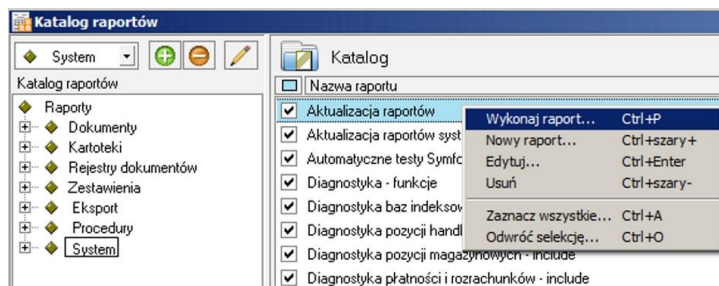 Katalog raportów
System
Katalog raportów
Raporty
Dokumenty
Kartoteki
Rejestry dokumentów
Zestawienia
Eksport
Procedury
System
Katalog
Nazwa raportu
Aktualizacja raportów
Aktualizacja raportów syst
Automatyczne testy Symfo
Diagnostyka - funkcje
Diagnostyka baz indeksow
Diagnostyka pozycji handl
Diagnostyka pozycji magazynowych - include
Diagnostyka płatności i rozrachunków - include
Wykonaj raport... Ctrl+P
Nowy raport... Ctrl+szary+
Edytuj... Ctrl+Enter
Usuń Ctrl+szary-
Zaznacz wszystkie... Ctrl+A
Odwróć selekcję... Ctrl+O